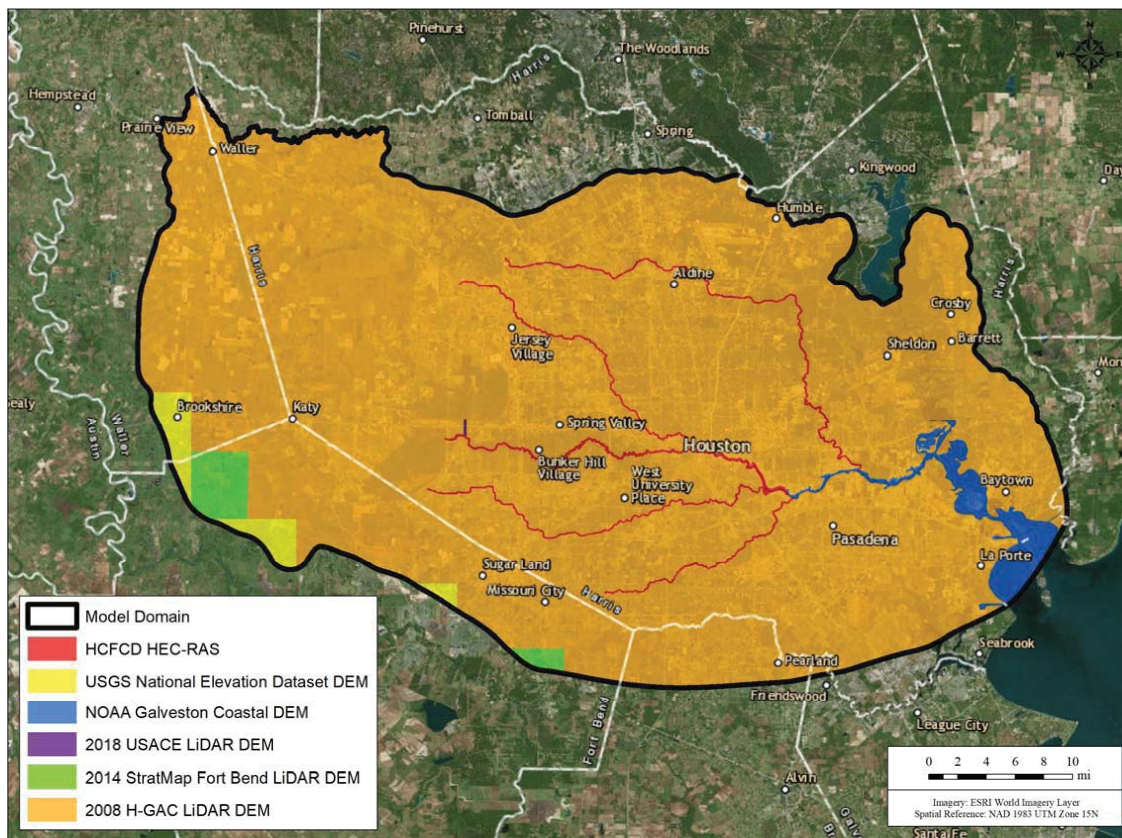 Pinehurst
The Woodlands
N
W
E
S
Harris
Hempstead
Tomball
Prairie View
Spring
Waller
Kingwood
Humble
Harris
Harris
Aldine
Crosby
Jersey
Village
Barrett
Sheldon
Brookshire
Katy
Waller
Austin
Spring Valley
Houston
Bunker Hill
Village
West
University
Place
Baytown
Pasadena
La Porte
Sugar Land
Missouri City
Harris
Seabrook
Pearland
Friendswood
Fort Bend
League City
Alvin
Santa Fe
Model Domain
HCFCD HEC-RAS
USGS National Elevation Dataset DEM
NOAA Galveston Coastal DEM
2018 USACE LiDAR DEM
2014 StratMap Fort Bend LiDAR DEM
2008 H-GAC LiDAR DEM
0 2 4 6 8 10
mi
Imagery: ESRI World Imagery Layer
Spatial Reference: NAD 1983 UTM Zone 15N